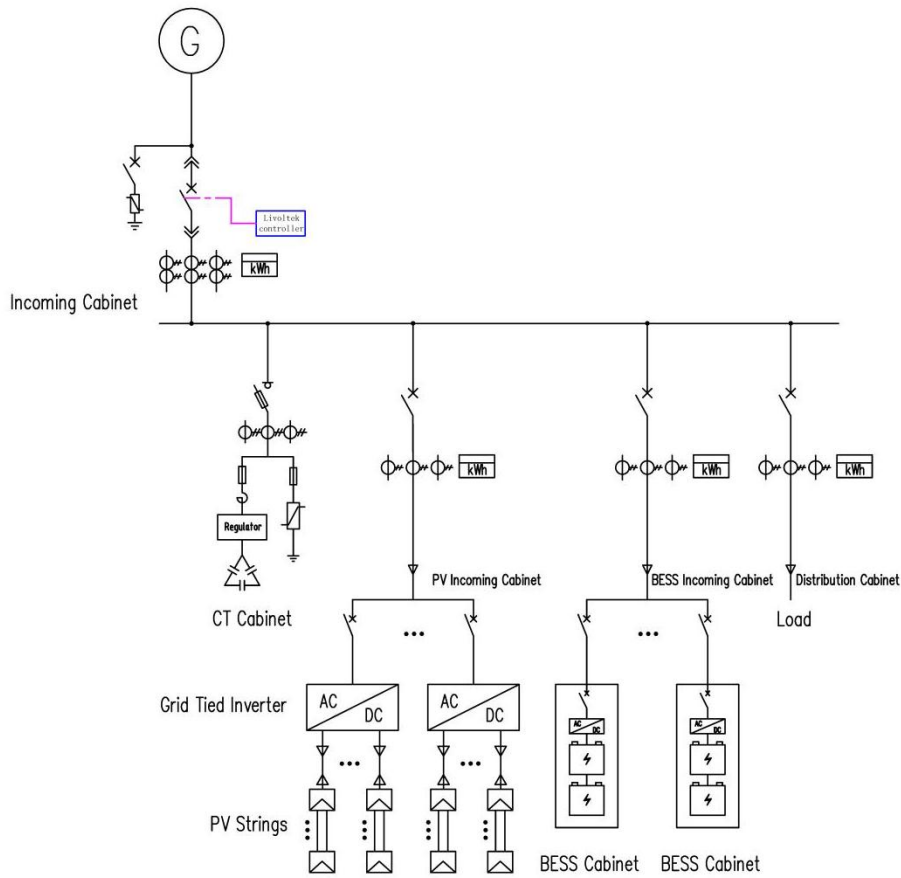 G
Livoltek
controller
kWh
Incoming Cabinet
kWh
kWh
kWh
Regulator
PV Incoming Cabinet
BESS Incoming Cabinet
Distribution Cabinet
CT Cabinet
Load
•••
•••
Grid Tied Inverter
AC
DC
AC
DC
AC
DC
AC
DC
•••
•••
PV Strings
BESS Cabinet
BESS Cabinet